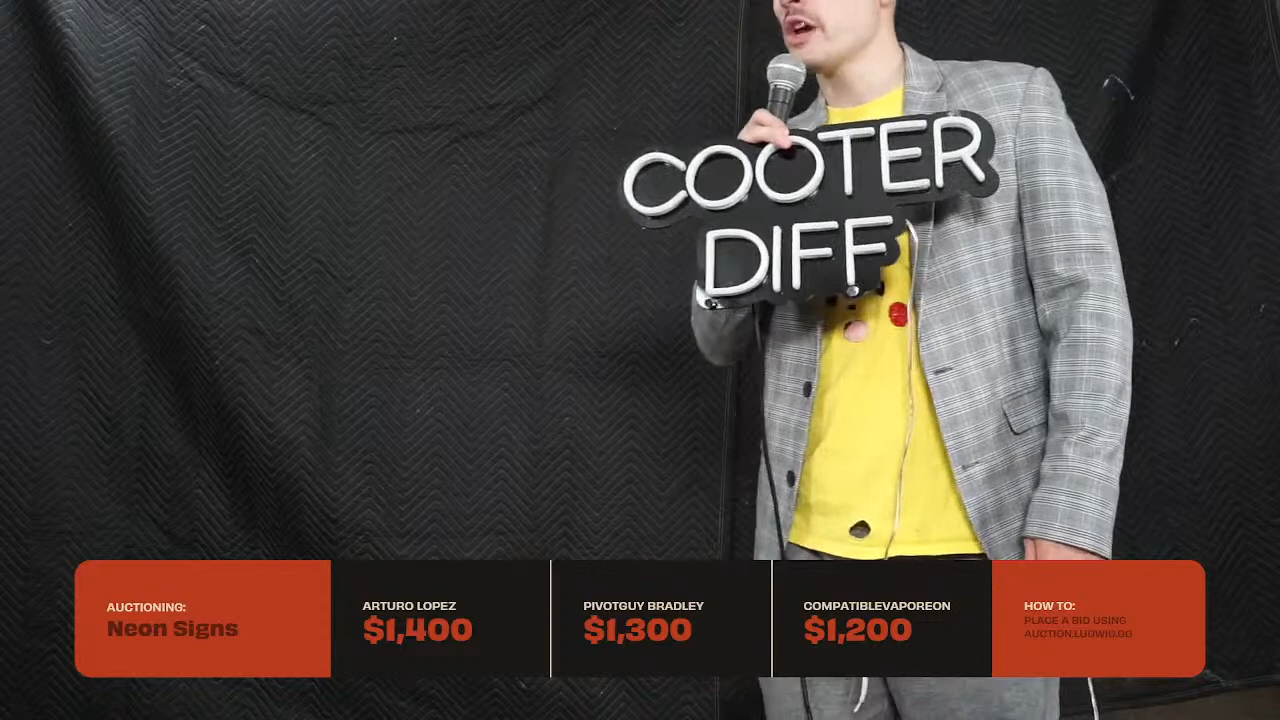 COOTER
DIFF
AUCTIONING:
Neon Signs
ARTURO LOPEZ
$1,400
PIVOTGUY BRADLEY
$1,300
COMPATIBLEVAPOREON
$1,200
HOW TO:
PLACE A BID USING
AUCTION.LUDWIG.GG